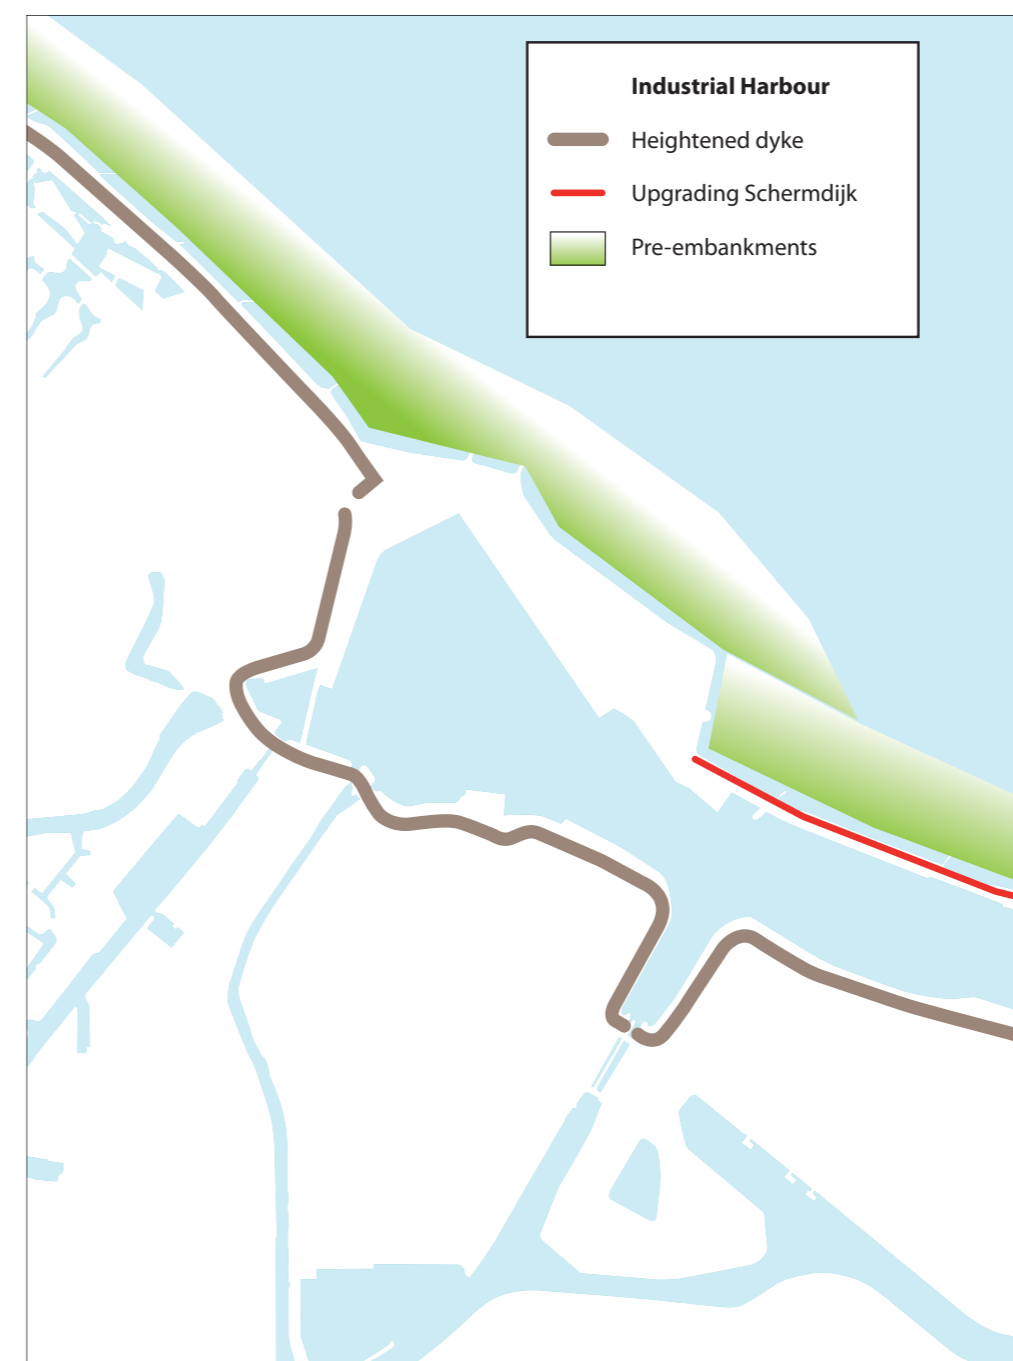 Industrial Harbour
Heightened dyke
Upgrading Schermdijk
Pre-embankments